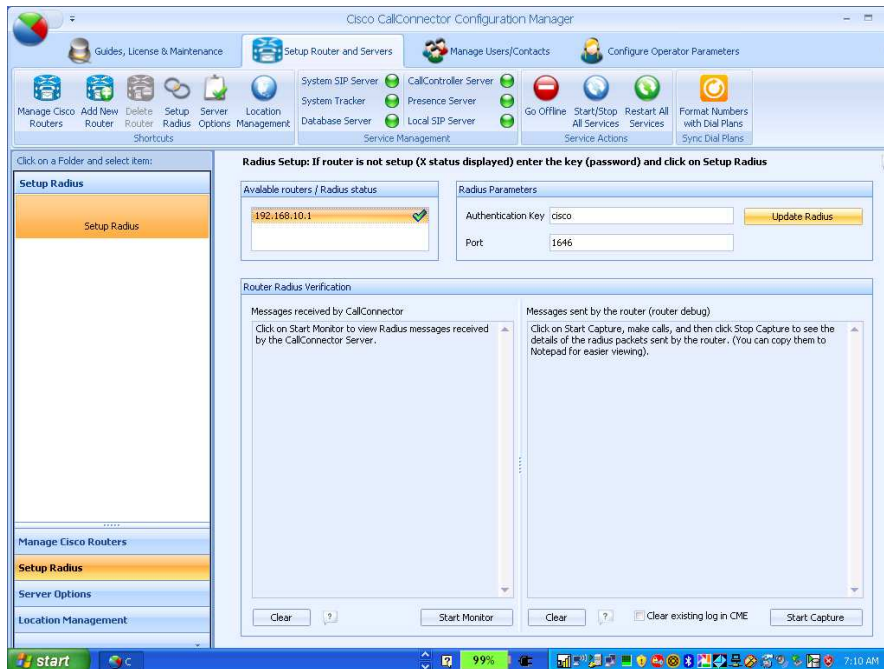 Cisco CallConnector Configuration Manager
Guides, License & Maintenance
Setup Router and Servers
Manage Users/Contacts
Configure Operator Parameters
Manage Cisco Routers
Add New Router
Delete Router
Setup Radius
Server Options
Location Management
Shortcuts
System SIP Server
CallController Server
System Tracker
Presence Server
Database Server
Local SIP Server
Service Management
Go Offline
Start/Stop All Services
Restart All Services
Service Actions
Format Numbers with Dial Plans
Sync Dial Plans
Click on a Folder and select item:
Setup Radius
Setup Radius
Radius Setup: If router is not setup (X status displayed) enter the key (password) and click on Setup Radius
Avalable routers / Radius status
192.168.10.1
Radius Parameters
Authentication Key
cisco
Update Radius
Port
1646
Router Radius Verification
Messages received by CallConnector
Click on Start Monitor to view Radius messages received
by the CallConnector Server.
Messages sent by the router (router debug)
Click on Start Capture, make calls, and then click Stop Capture to see the
details of the radius packets sent by the router. (You can copy them to
Notepad for easier viewing).
Manage Cisco Routers
Setup Radius
Server Options
Location Management
Clear
?
Start Monitor
Clear
?
Clear existing log in CME
Start Capture
start
C
?
99%
7:10 AM